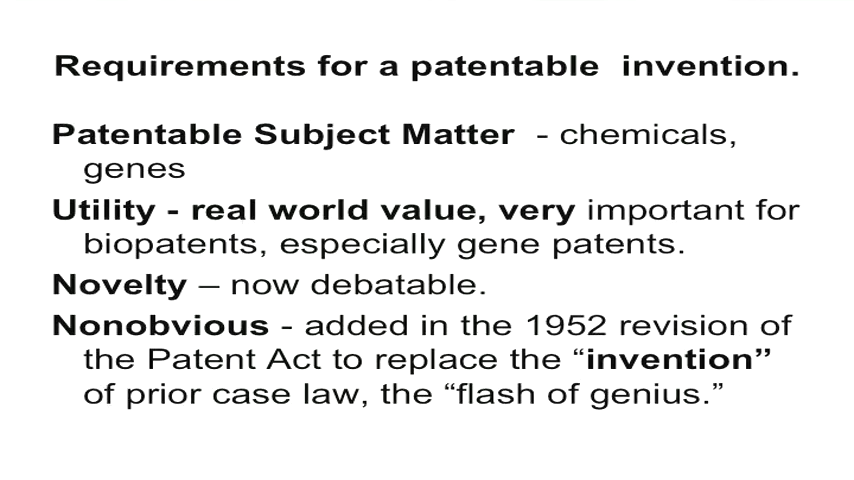 Requirements for a patentable invention.
Patentable Subject Matter - chemicals,
genes
Utility - real world value, very important for
biopatents, especially gene patents.
Novelty – now debatable.
Nonobvious - added in the 1952 revision of
the Patent Act to replace the “invention”
of prior case law, the “flash of genius.”